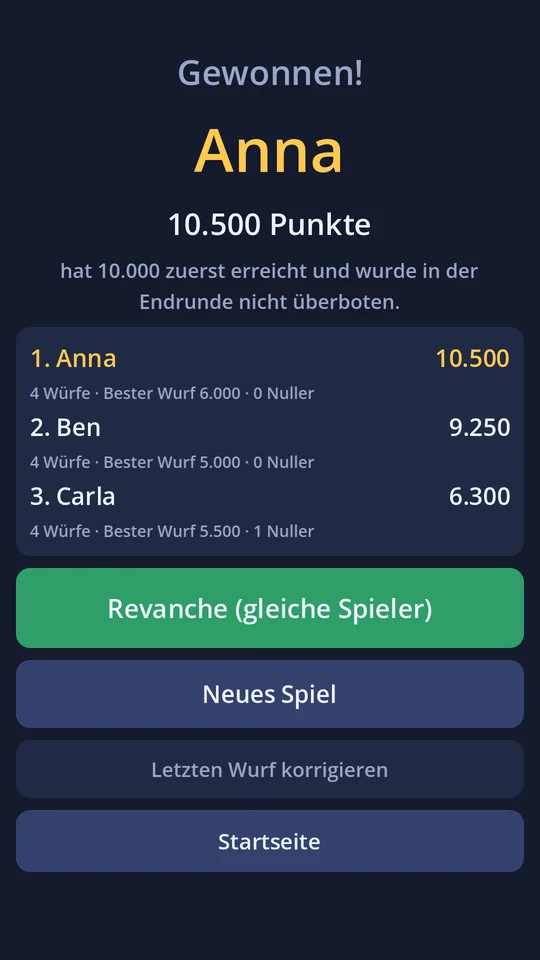 Gewonnen!
Anna
10.500 Punkte
hat 10.000 zuerst erreicht und wurde in der
Endrunde nicht überboten.
1. Anna 10.500
4 Würfe · Bester Wurf 6.000 · 0 Nuller
2. Ben 9.250
4 Würfe · Bester Wurf 5.000 · 0 Nuller
3. Carla 6.300
4 Würfe · Bester Wurf 5.500 · 1 Nuller
Revanche (gleiche Spieler)
Neues Spiel
Letzten Wurf korrigieren
Startseite